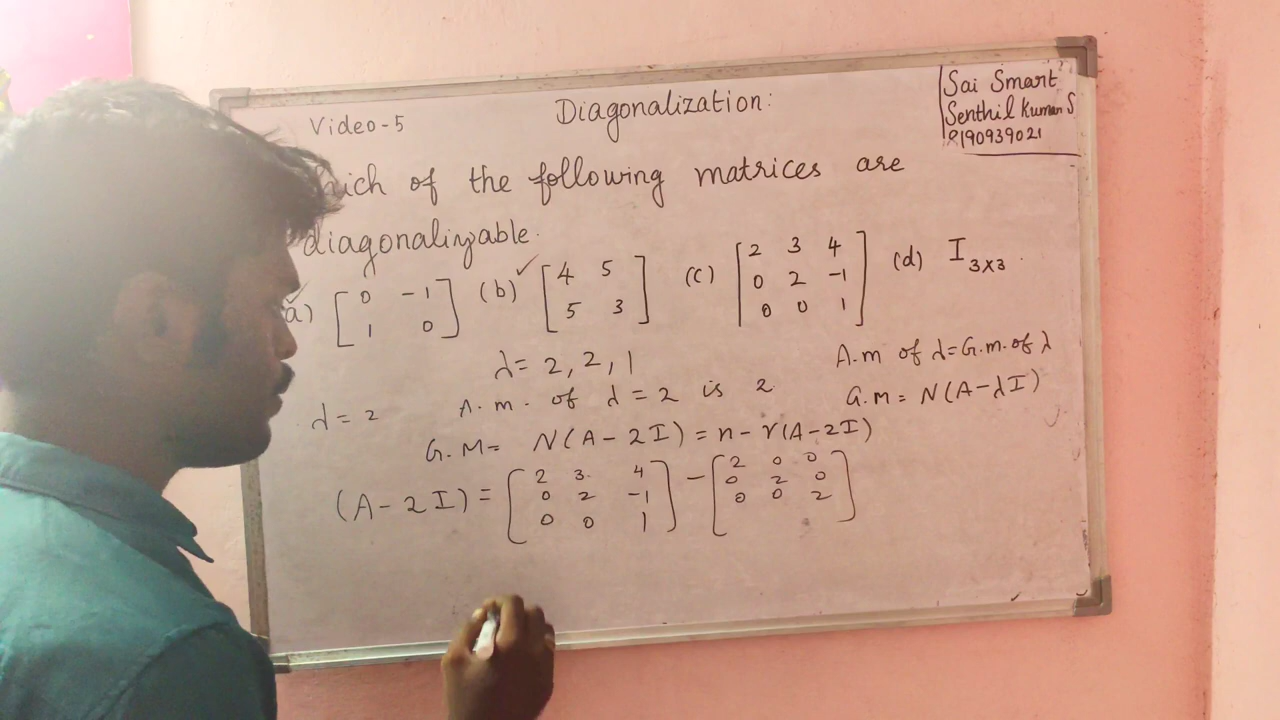 Video-5
Diagonalization:
Sai Smart
Senthil Kumar S
8190939021
hich of the following matrices are
diagonalizable.
✓a) [0 -1; 1 0] (b)✓ [4 5; 5 3] (c) [2 3 4; 0 2 -1; 0 0 1] (d) I₃ₓ₃.
λ = 2, 2, 1
A.m of λ = G.m. of λ
λ = 2 A.m. of λ = 2 is 2
G.m = N(A-λI)
G.M = N(A-2I) = n - r(A-2I)
(A-2I) = [2 3 4; 0 2 -1; 0 0 1] - [2 0 0; 0 2 0; 0 0 2]